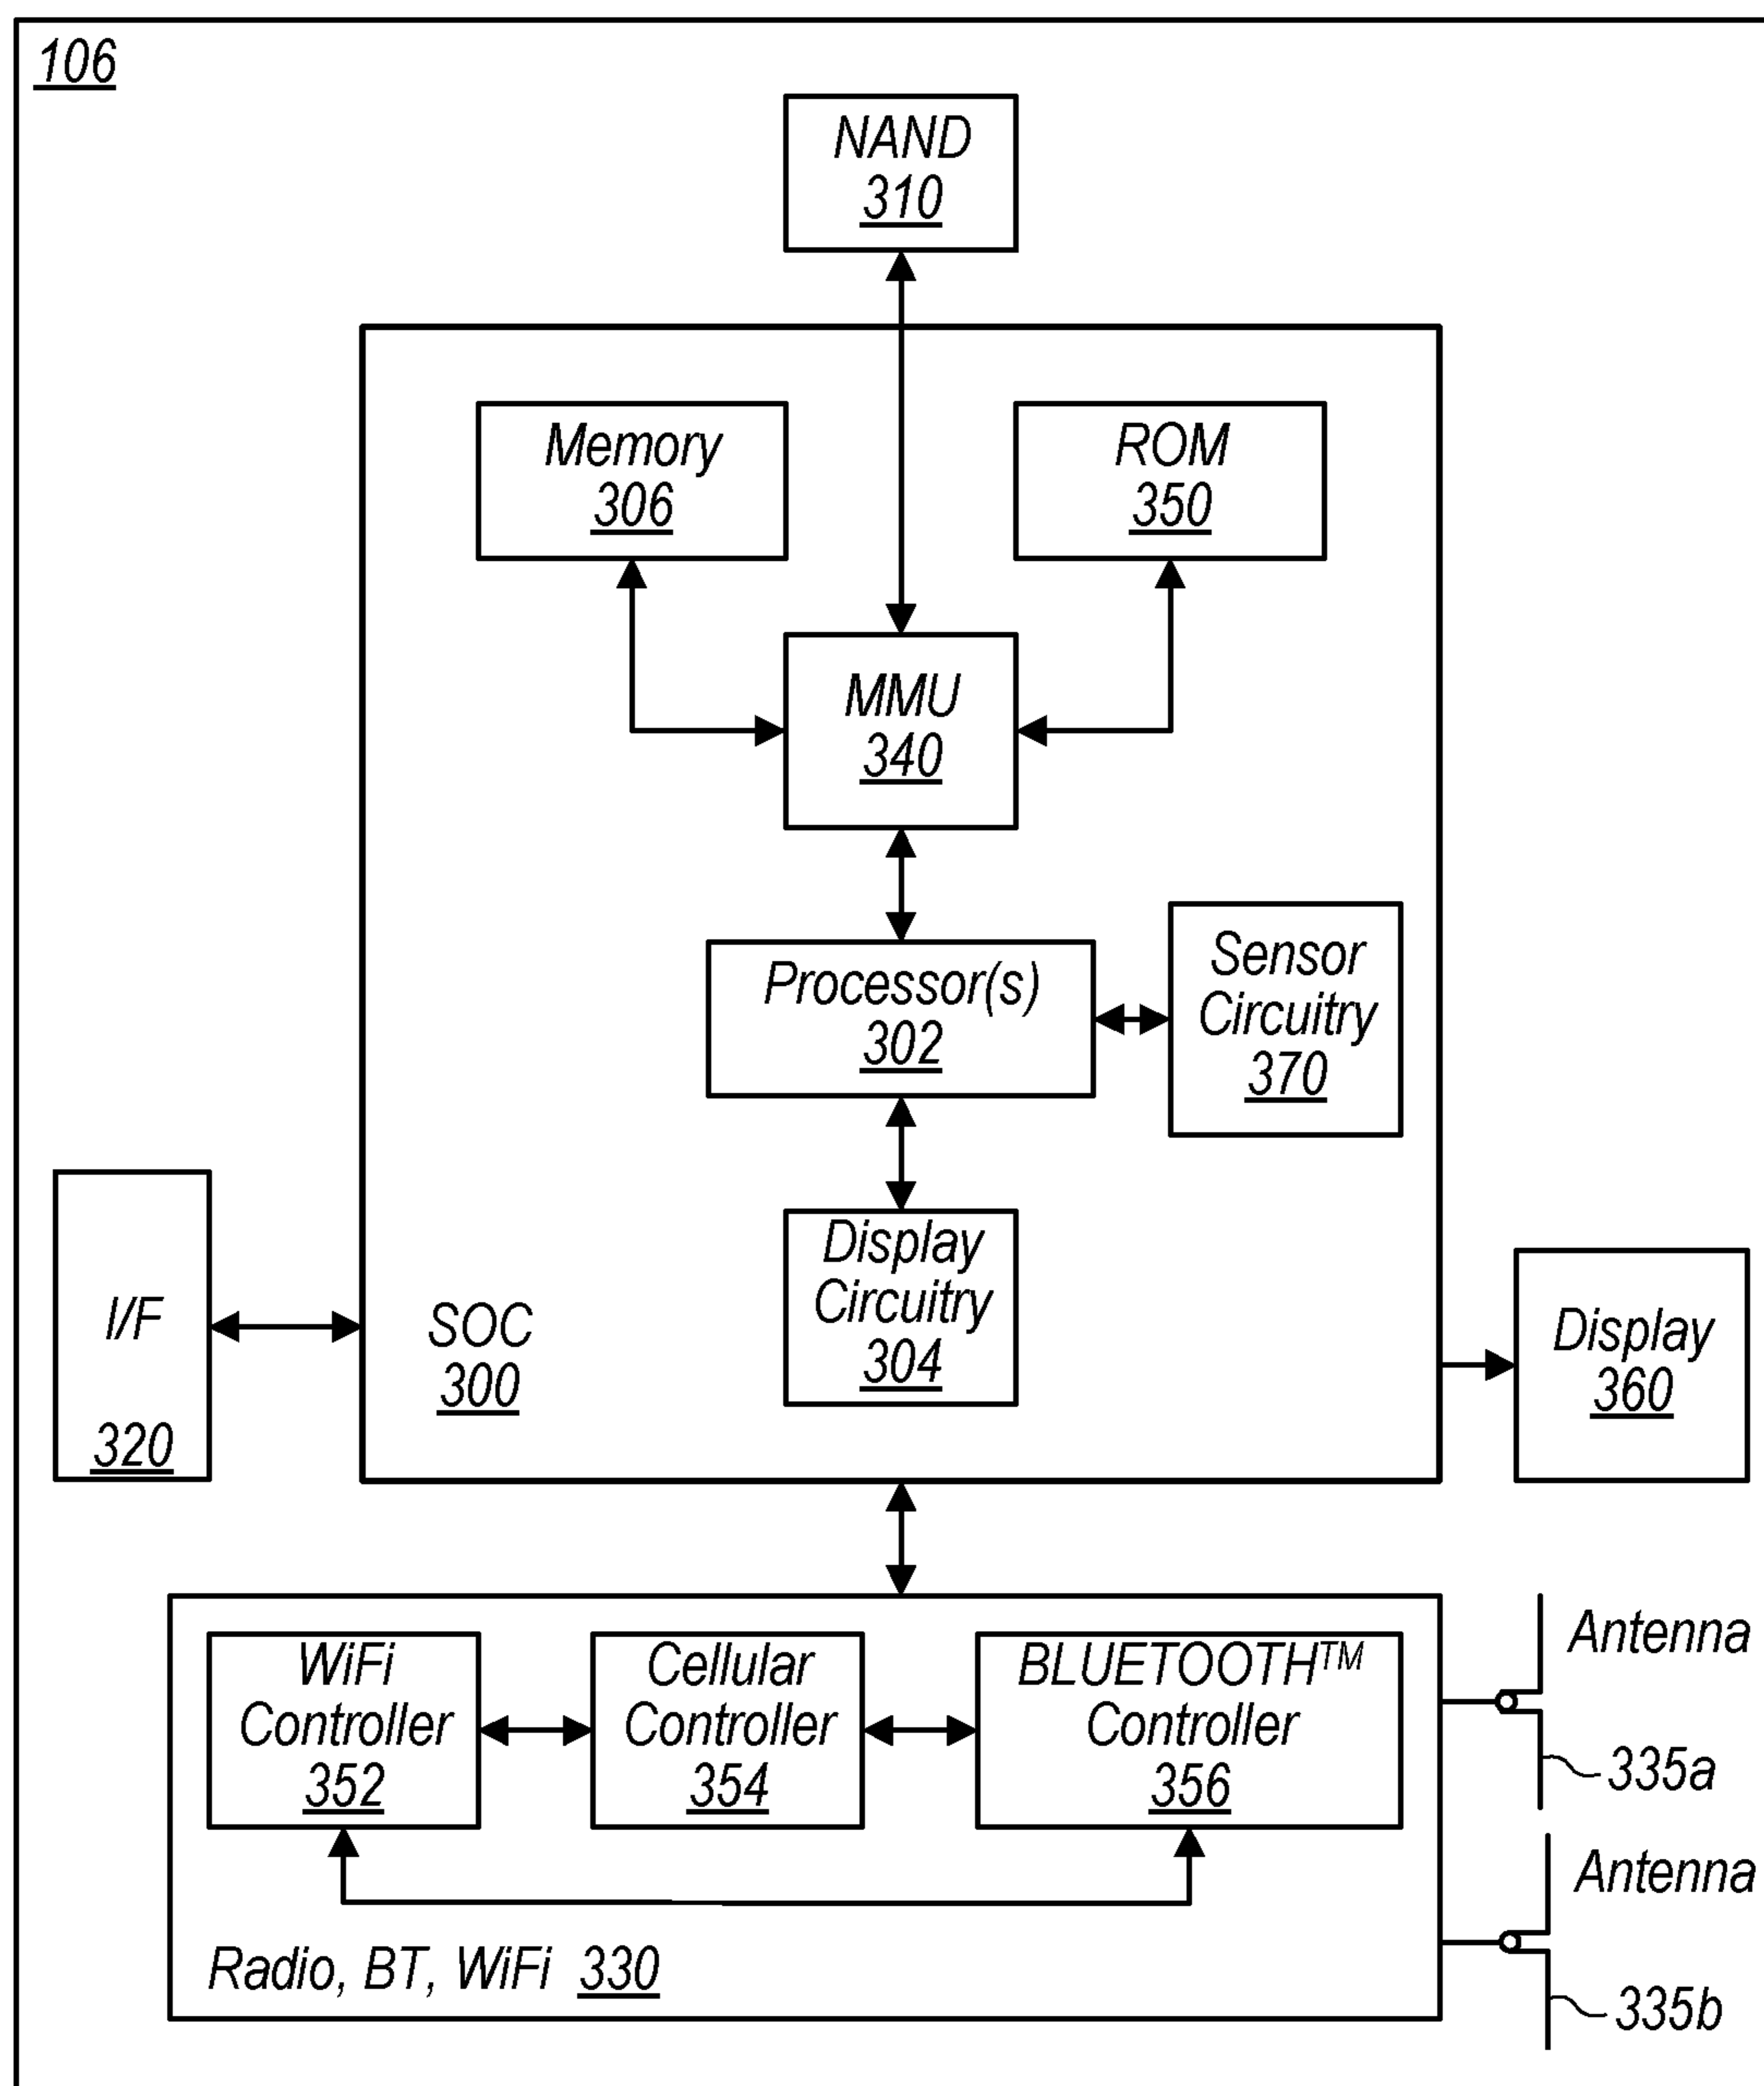 106
NAND
310
Memory
306
ROM
350
MMU
340
Processor(s)
302
Sensor
Circuitry
370
Display
Circuitry
304
I/F
320
SOC
300
Display
360
WiFi
Controller
352
Cellular
Controller
354
BLUETOOTH™
Controller
356
Radio, BT, WiFi 330
Antenna
335a
Antenna
335b